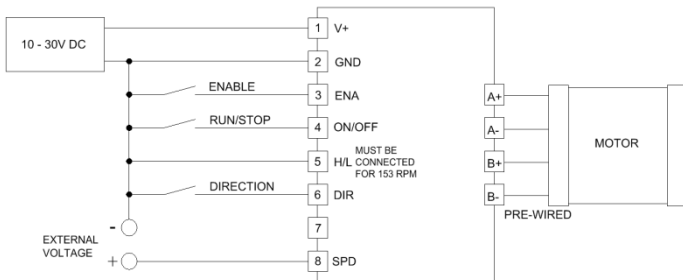 10 - 30V DC
1 V+
2 GND
ENABLE 3 ENA
RUN/STOP 4 ON/OFF
5 H/L MUST BE
CONNECTED
FOR 153 RPM
DIRECTION 6 DIR
7
EXTERNAL
VOLTAGE
-
+
8 SPD
A+
A-
B+
B-
PRE-WIRED
MOTOR